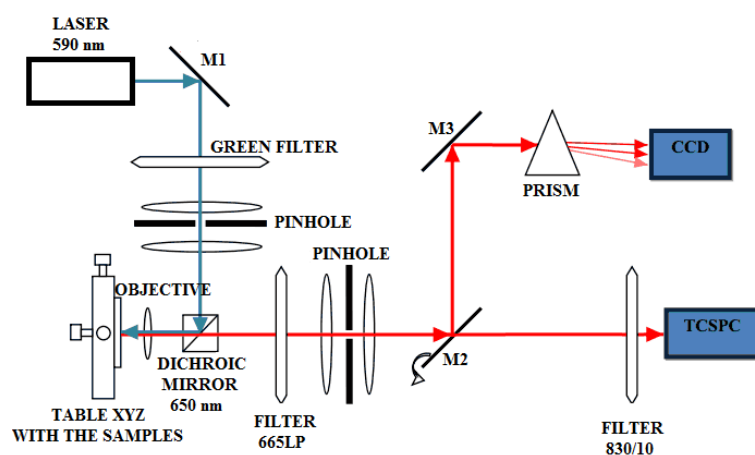 LASER
590 nm
M1
GREEN FILTER
PINHOLE
OBJECTIVE
DICHROIC
MIRROR
650 nm
TABLE XYZ
WITH THE SAMPLES
FILTER
665LP
PINHOLE
M2
M3
PRISM
CCD
TCSPC
FILTER
830/10